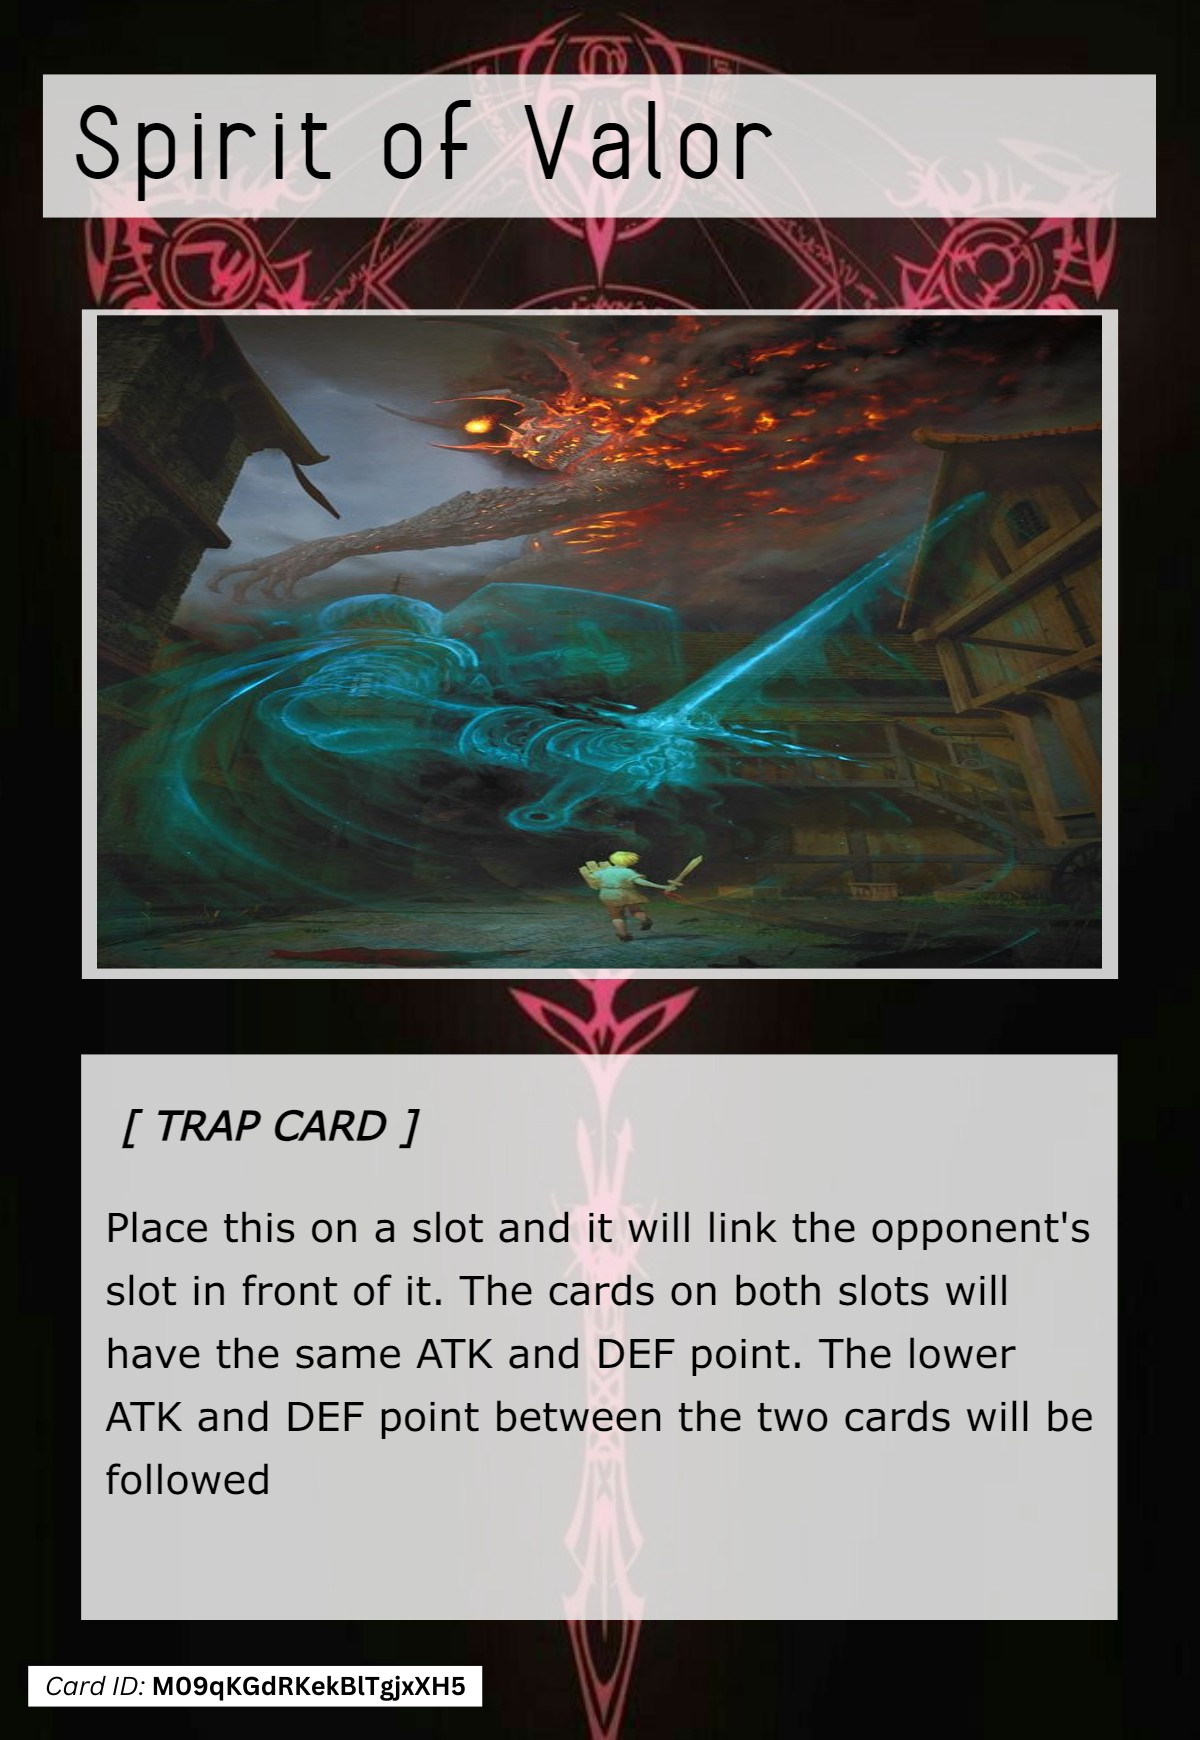 Spirit of Valor
[ TRAP CARD ]
Place this on a slot and it will link the opponent's
slot in front of it. The cards on both slots will
have the same ATK and DEF point. The lower
ATK and DEF point between the two cards will be
followed
Card ID: M09qKGdRKekBlTgjxXH5